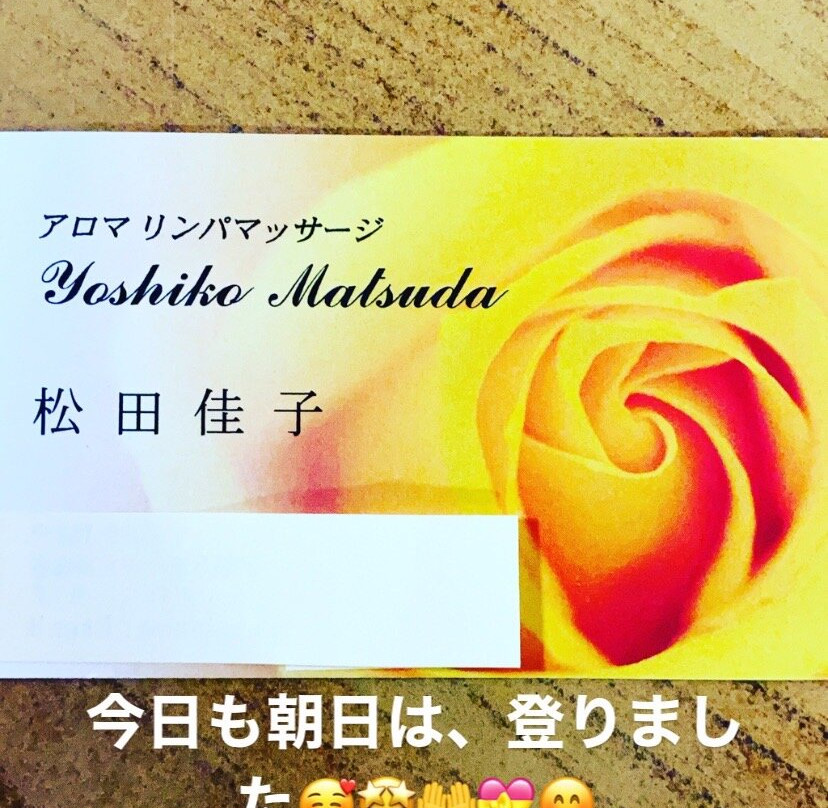 アロマ リンパマッサージ
Yoshiko Matsuda
松田佳子
今日も朝日は、登りまし
た🥰🤩🤲💝😊